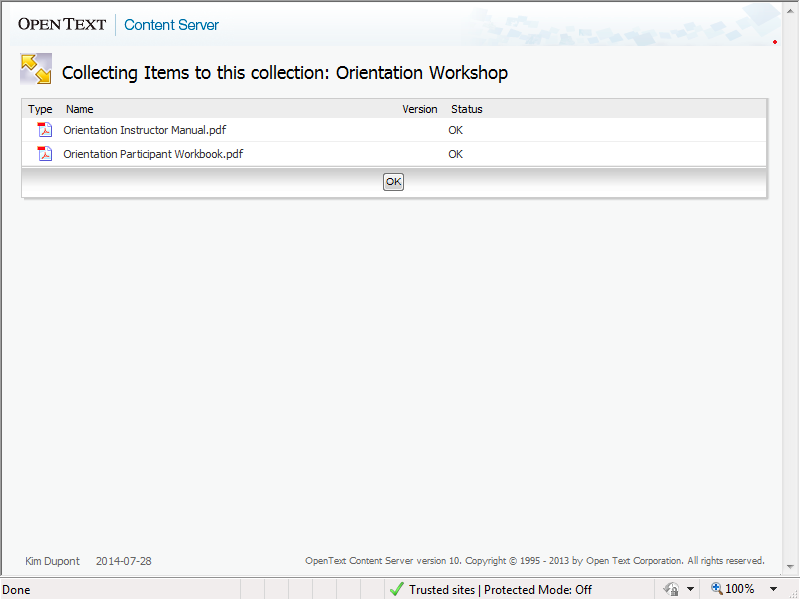 OPEN TEXT Content Server
Collecting Items to this collection: Orientation Workshop
Type Name Version Status
Orientation Instructor Manual.pdf OK
Orientation Participant Workbook.pdf OK
OK
Kim Dupont 2014-07-28 OpenText Content Server version 10. Copyright © 1995 - 2013 by Open Text Corporation. All rights reserved.
Done Trusted sites | Protected Mode: Off 100%